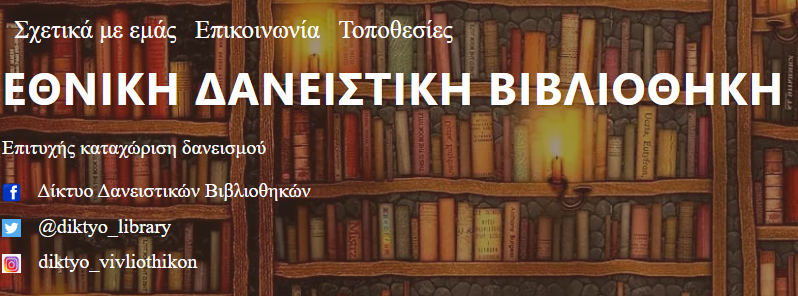 Σχετικά με εμάς Επικοινωνία Τοποθεσίες
ΕΘΝΙΚΗ ΔΑΝΕΙΣΤΙΚΗ ΒΙΒΛΙΟΘΗΚΗ
Επιτυχής καταχώριση δανεισμού
Δίκτυο Δανειστικών Βιβλιοθηκών
@diktyo_library
diktyo_vivliothikon